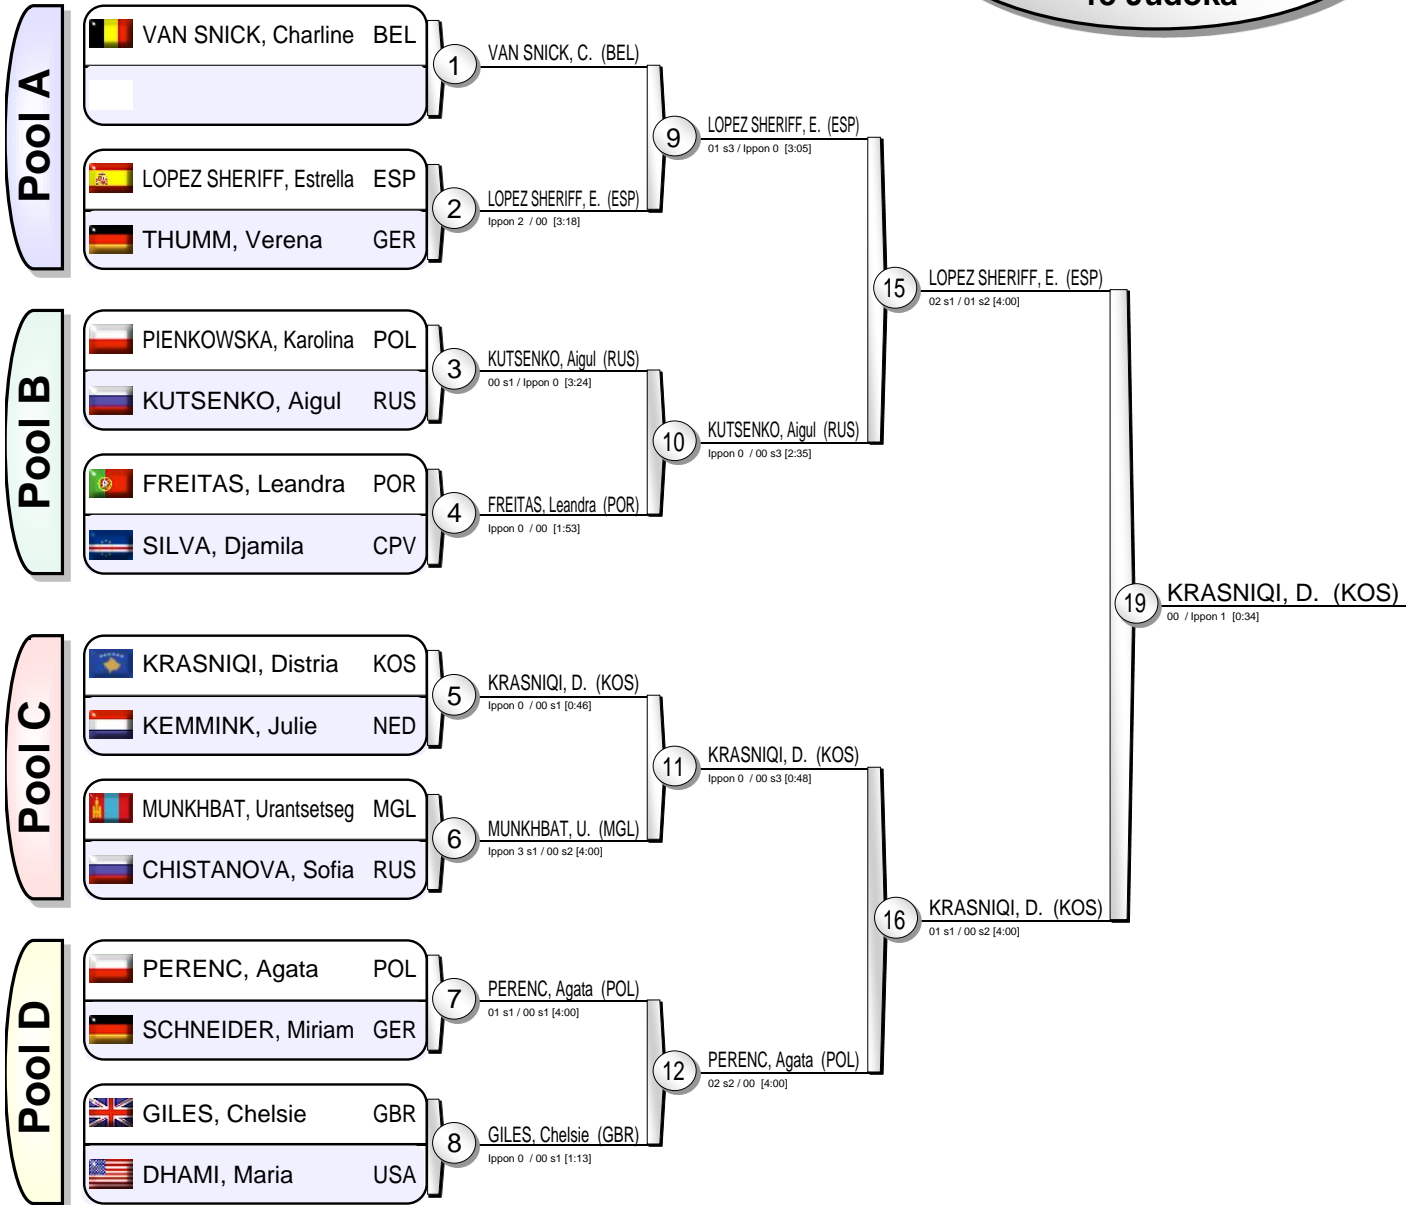 15 Judoka
Pool A
VAN SNICK, Charline BEL
LOPEZ SHERIFF, Estrella ESP
THUMM, Verena GER
Pool B
PIENKOWSKA, Karolina POL
KUTSENKO, Aigul RUS
FREITAS, Leandra POR
SILVA, Djamila CPV
Pool C
KRASNIQI, Distria KOS
KEMMINK, Julie NED
MUNKHBAT, Urantsetseg MGL
CHISTANOVA, Sofia RUS
Pool D
PERENC, Agata POL
SCHNEIDER, Miriam GER
GILES, Chelsie GBR
DHAMI, Maria USA
1
VAN SNICK, C. (BEL)
2
LOPEZ SHERIFF, E. (ESP)
Ippon 2 / 00 [3:18]
3
KUTSENKO, Aigul (RUS)
00 s1 / Ippon 0 [3:24]
4
FREITAS, Leandra (POR)
Ippon 0 / 00 [1:53]
5
KRASNIQI, D. (KOS)
Ippon 0 / 00 s1 [0:46]
6
MUNKHBAT, U. (MGL)
Ippon 3 s1 / 00 s2 [4:00]
7
PERENC, Agata (POL)
01 s1 / 00 s1 [4:00]
8
GILES, Chelsie (GBR)
Ippon 0 / 00 s1 [1:13]
9
LOPEZ SHERIFF, E. (ESP)
01 s3 / Ippon 0 [3:05]
10
KUTSENKO, Aigul (RUS)
Ippon 0 / 00 s3 [2:35]
11
KRASNIQI, D. (KOS)
Ippon 0 / 00 s3 [0:48]
12
PERENC, Agata (POL)
02 s2 / 00 [4:00]
15
LOPEZ SHERIFF, E. (ESP)
02 s1 / 01 s2 [4:00]
16
KRASNIQI, D. (KOS)
01 s1 / 00 s2 [4:00]
19
KRASNIQI, D. (KOS)
00 / Ippon 1 [0:34]